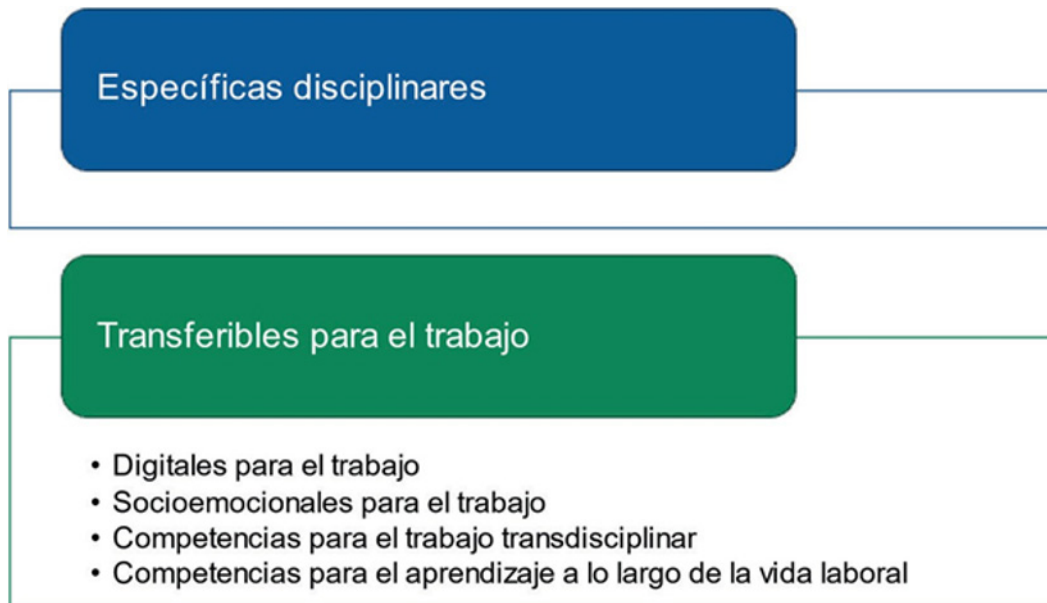 Específicas disciplinares
Transferibles para el trabajo
• Digitales para el trabajo
• Socioemocionales para el trabajo
• Competencias para el trabajo transdisciplinar
• Competencias para el aprendizaje a lo largo de la vida laboral